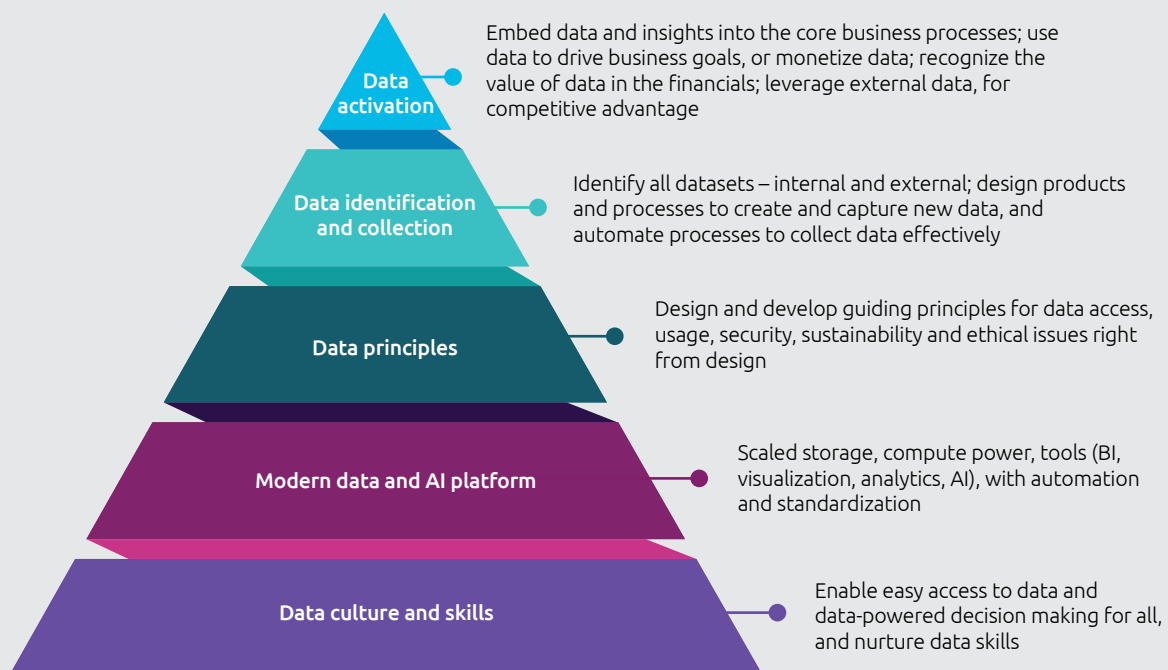 Data
activation
Embed data and insights into the core business processes; use
data to drive business goals, or monetize data; recognize the
value of data in the financials; leverage external data, for
competitive advantage
Data identification
and collection
Identify all datasets – internal and external; design products
and processes to create and capture new data, and
automate processes to collect data effectively
Data principles
Design and develop guiding principles for data access,
usage, security, sustainability and ethical issues right
from design
Modern data and AI platform
Scaled storage, compute power, tools (BI,
visualization, analytics, AI), with automation
and standardization
Data culture and skills
Enable easy access to data and
data-powered decision making for all,
and nurture data skills